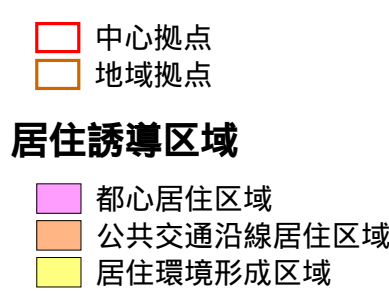 中心拠点
地域拠点
居住誘導区域
都心居住区域
公共交通沿線居住区域
居住環境形成区域